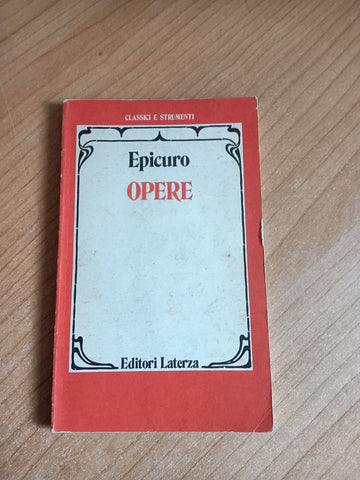 CLASSICI E STRUMENTI
Epicuro
OPERE
Editori Laterza